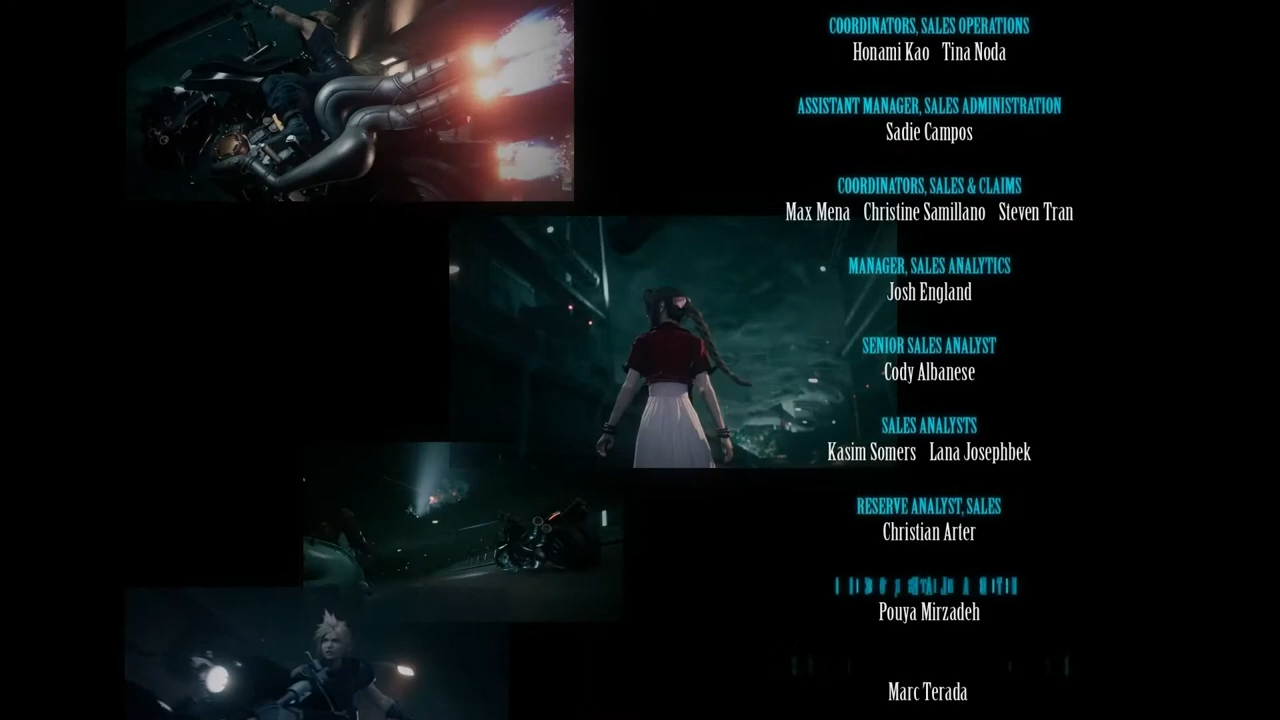 COORDINATORS, SALES OPERATIONS
Honami Kao Tina Noda
ASSISTANT MANAGER, SALES ADMINISTRATION
Sadie Campos
COORDINATORS, SALES & CLAIMS
Max Mena Christine Samillano Steven Tran
MANAGER, SALES ANALYTICS
Josh England
SENIOR SALES ANALYST
Cody Albanese
SALES ANALYSTS
Kasim Somers Lana Josephbek
RESERVE ANALYST, SALES
Christian Arter
Pouya Mirzadeh
Marc Terada